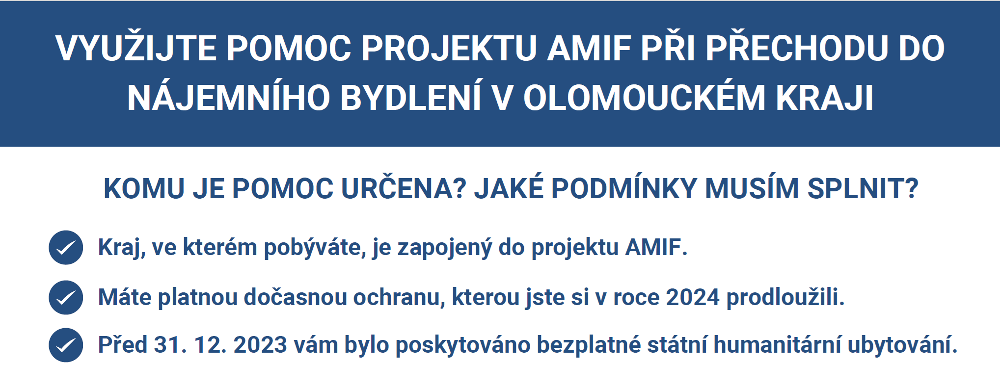 VYUŽIJTE POMOC PROJEKTU AMIF PŘI PŘECHODU DO
NÁJEMNÍHO BYDLENÍ V OLOMOUCKÉM KRAJI
KOMU JE POMOC URČENA? JAKÉ PODMÍNKY MUSÍM SPLNIT?
Kraj, ve kterém pobýváte, je zapojený do projektu AMIF.
Máte platnou dočasnou ochranu, kterou jste si v roce 2024 prodloužili.
Před 31. 12. 2023 vám bylo poskytováno bezplatné státní humanitární ubytování.